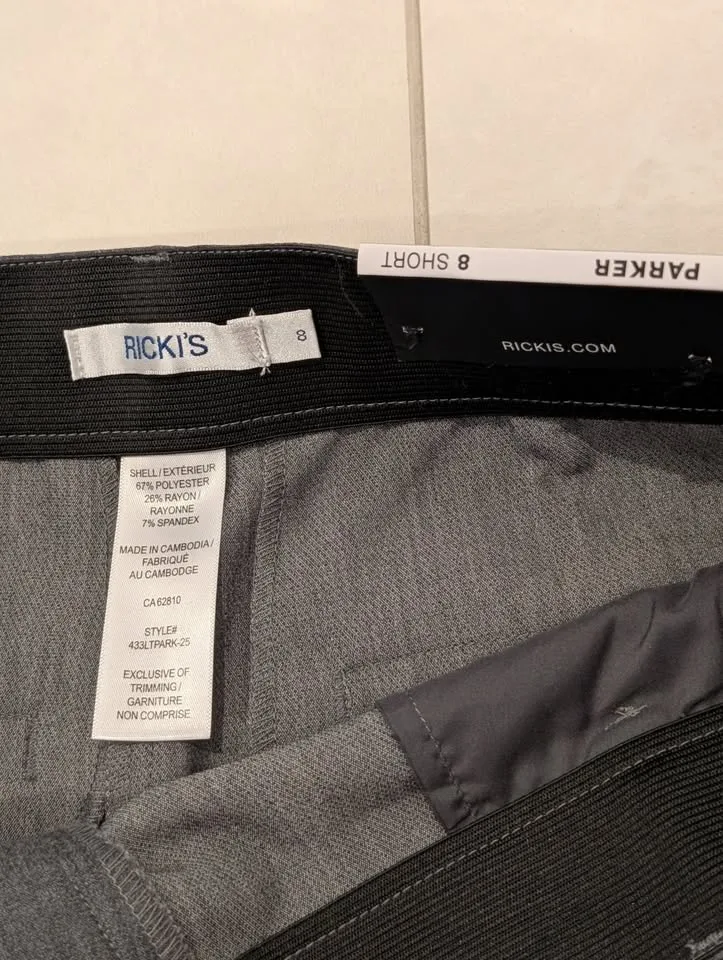 8 SHORT PARKER
RICKIS.COM
RICKI'S
8
SHELL/EXTÉRIEUR
67% POLYESTER
26% RAYON/
RAYONNE
7% SPANDEX
MADE IN CAMBODIA/
FABRIQUÉ
AU CAMBODGE
CA 62810
STYLE#
433LTPARK-25
EXCLUSIVE OF
TRIMMING/
GARNITURE
NON COMPRISE